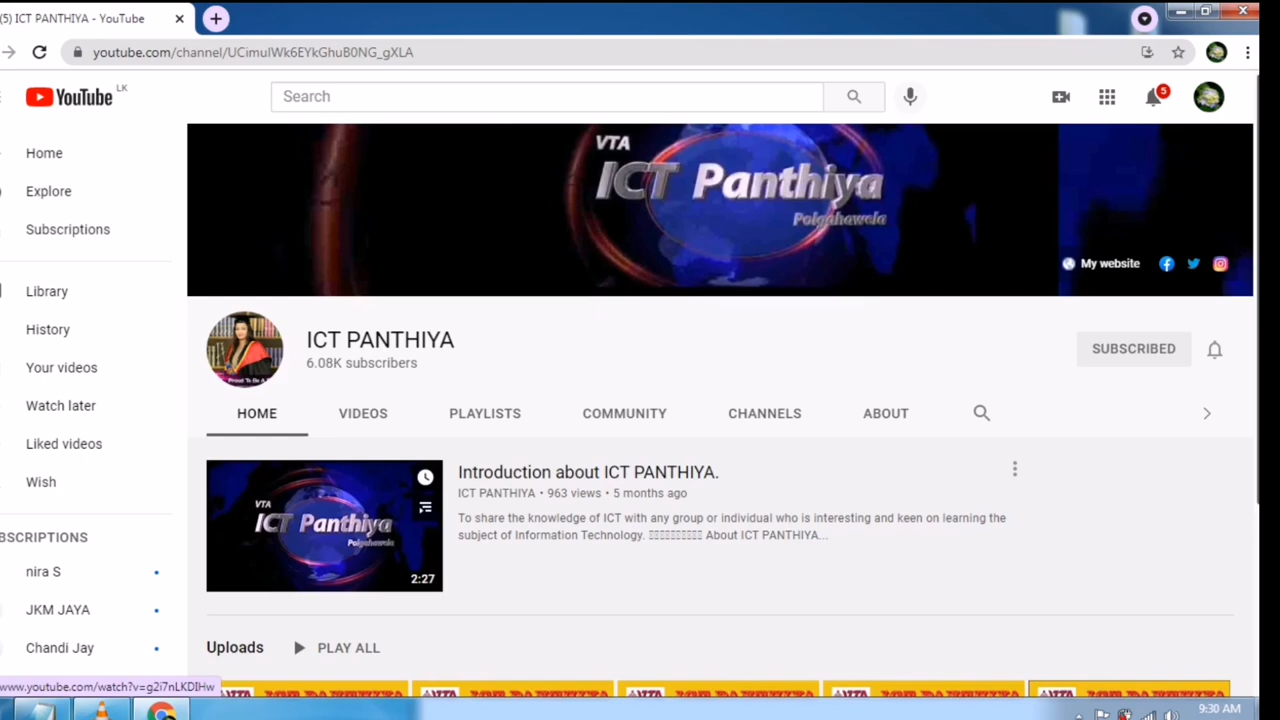 (5) ICT PANTHIYA - YouTube
youtube.com/channel/UCimuIWk6EYkGhuB0NG_gXLA
YouTube LK
Search
5
Home
Explore
Subscriptions
Library
History
Your videos
Watch later
Liked videos
Wish
BSCRIPTIONS
nira S
JKM JAYA
Chandi Jay
VTA
ICT Panthiya
Polgahawela
My website
ICT PANTHIYA
6.08K subscribers
SUBSCRIBED
HOME VIDEOS PLAYLISTS COMMUNITY CHANNELS ABOUT
VTA
ICT Panthiya
Polgahawela
2:27
Introduction about ICT PANTHIYA.
ICT PANTHIYA • 963 views • 5 months ago
To share the knowledge of ICT with any group or individual who is interesting and keen on learning the
subject of Information Technology. About ICT PANTHIYA...
Uploads PLAY ALL
www.youtube.com/watch?v=g2i7nLKDIHw
9:30 AM